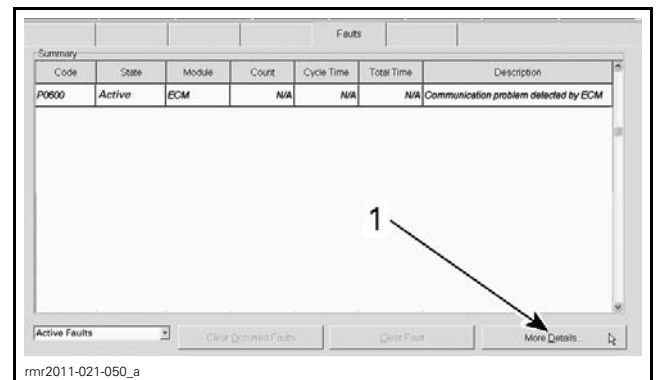 Faults
Summary
Code State Module Count Cycle Time Total Time Description
P0600 Active ECM N/A N/A N/A Communication problem detected by ECM
1
Active Faults Clear Occurred Faults Clear Fault More Details...
rmr2011-021-050_a